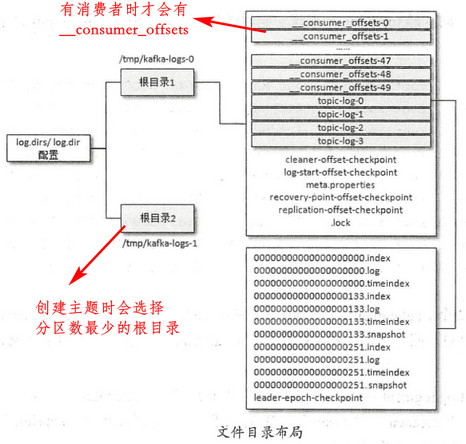 有消费者时才会有
__consumer_offsets
__consumer_offsets-0
__consumer_offsets-1
......
/tmp/kafka-logs-0
根目录1
__consumer_offsets-47
__consumer_offsets-48
__consumer_offsets-49
topic-log-0
topic-log-1
topic-log-2
topic-log-3
log.dirs/ log.dir
配置
cleaner-offset-checkpoint
log-start-offset-checkpoint
meta.properties
recovery-point-offset-checkpoint
replication-offset-checkpoint
.lock
根目录2
/tmp/kafka-logs-1
创建主题时会选择
分区数最少的根目录
00000000000000000000.index
00000000000000000000.log
00000000000000000000.timeindex
00000000000000000133.index
00000000000000000133.log
00000000000000000133.timeindex
00000000000000000133.snapshot
00000000000000000251.index
00000000000000000251.log
00000000000000000251.timeindex
00000000000000000251.snapshot
leader-epoch-checkpoint
文件目录布局